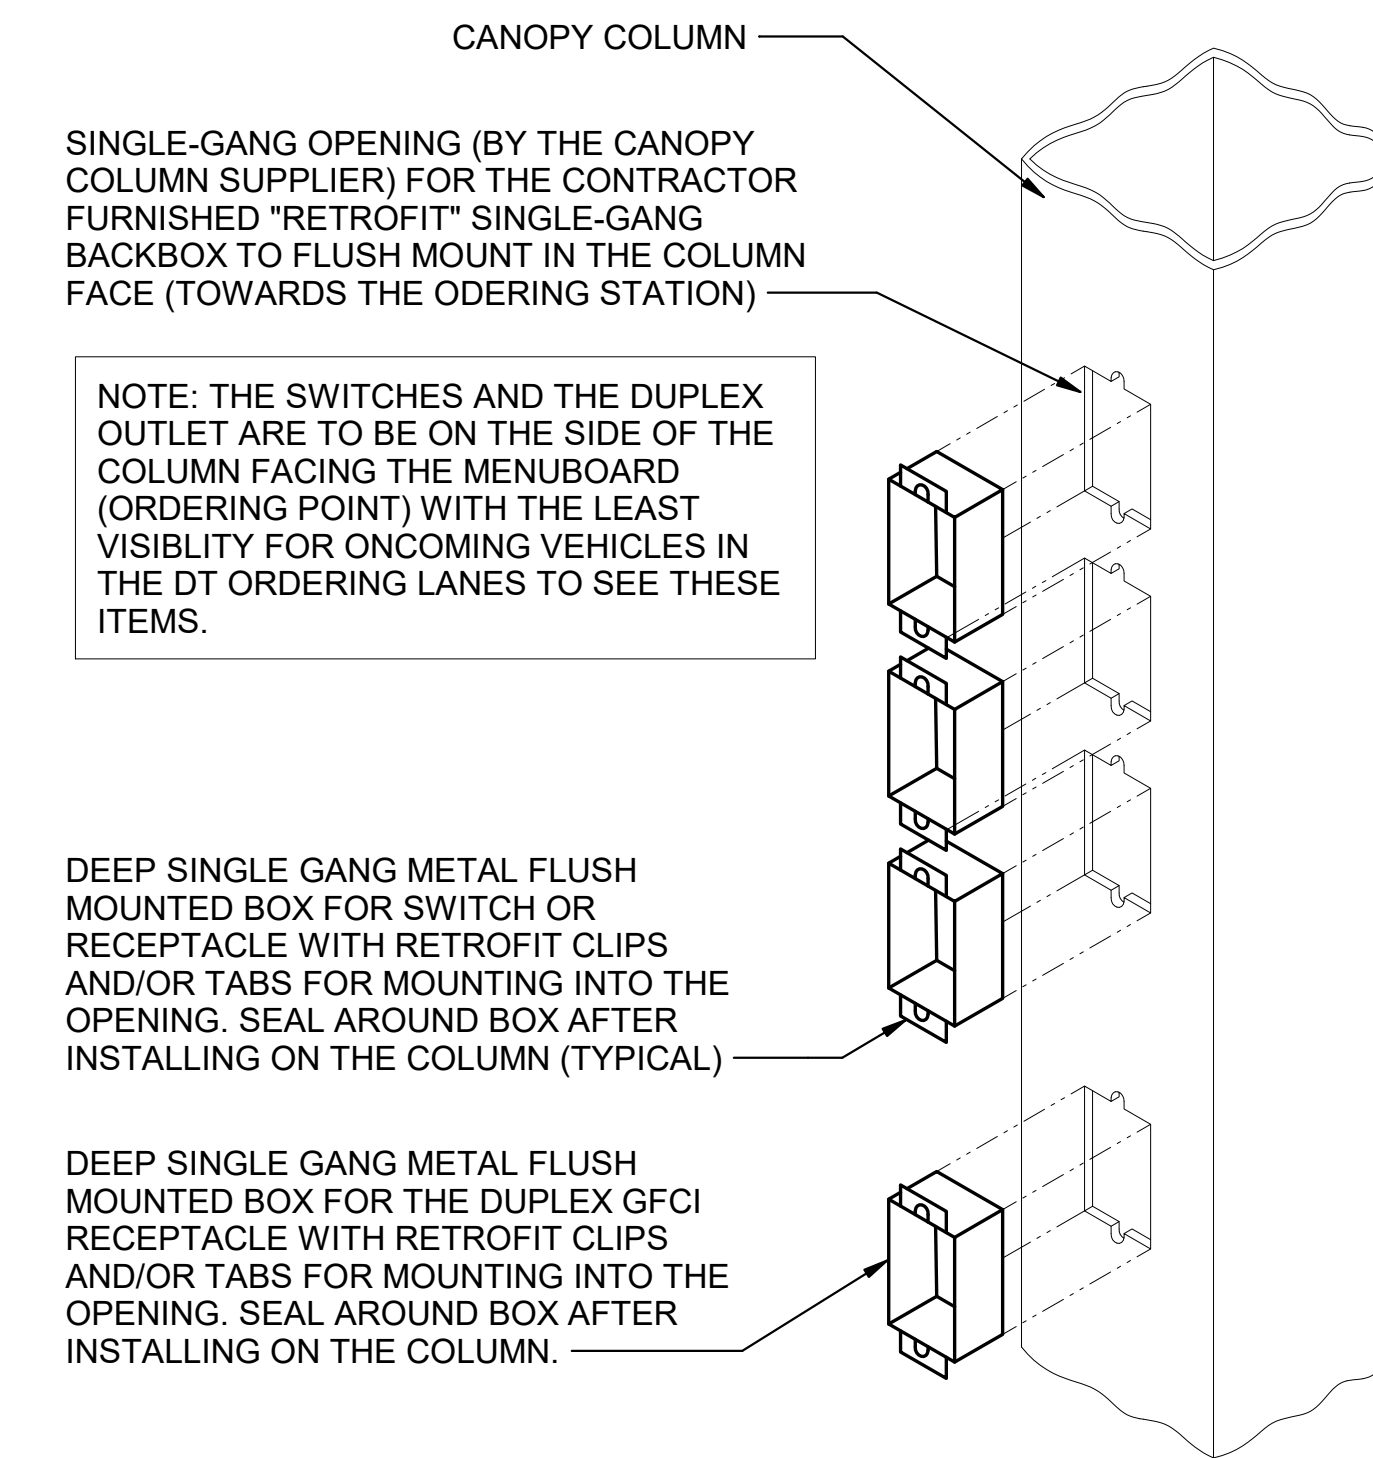 CANOPY COLUMN
SINGLE-GANG OPENING (BY THE CANOPY
COLUMN SUPPLIER) FOR THE CONTRACTOR
FURNISHED "RETROFIT" SINGLE-GANG
BACKBOX TO FLUSH MOUNT IN THE COLUMN
FACE (TOWARDS THE ODERING STATION)
NOTE: THE SWITCHES AND THE DUPLEX
OUTLET ARE TO BE ON THE SIDE OF THE
COLUMN FACING THE MENUBOARD
(ORDERING POINT) WITH THE LEAST
VISIBLITY FOR ONCOMING VEHICLES IN
THE DT ORDERING LANES TO SEE THESE
ITEMS.
DEEP SINGLE GANG METAL FLUSH
MOUNTED BOX FOR SWITCH OR
RECEPTACLE WITH RETROFIT CLIPS
AND/OR TABS FOR MOUNTING INTO THE
OPENING. SEAL AROUND BOX AFTER
INSTALLING ON THE COLUMN (TYPICAL)
DEEP SINGLE GANG METAL FLUSH
MOUNTED BOX FOR THE DUPLEX GFCI
RECEPTACLE WITH RETROFIT CLIPS
AND/OR TABS FOR MOUNTING INTO THE
OPENING. SEAL AROUND BOX AFTER
INSTALLING ON THE COLUMN.